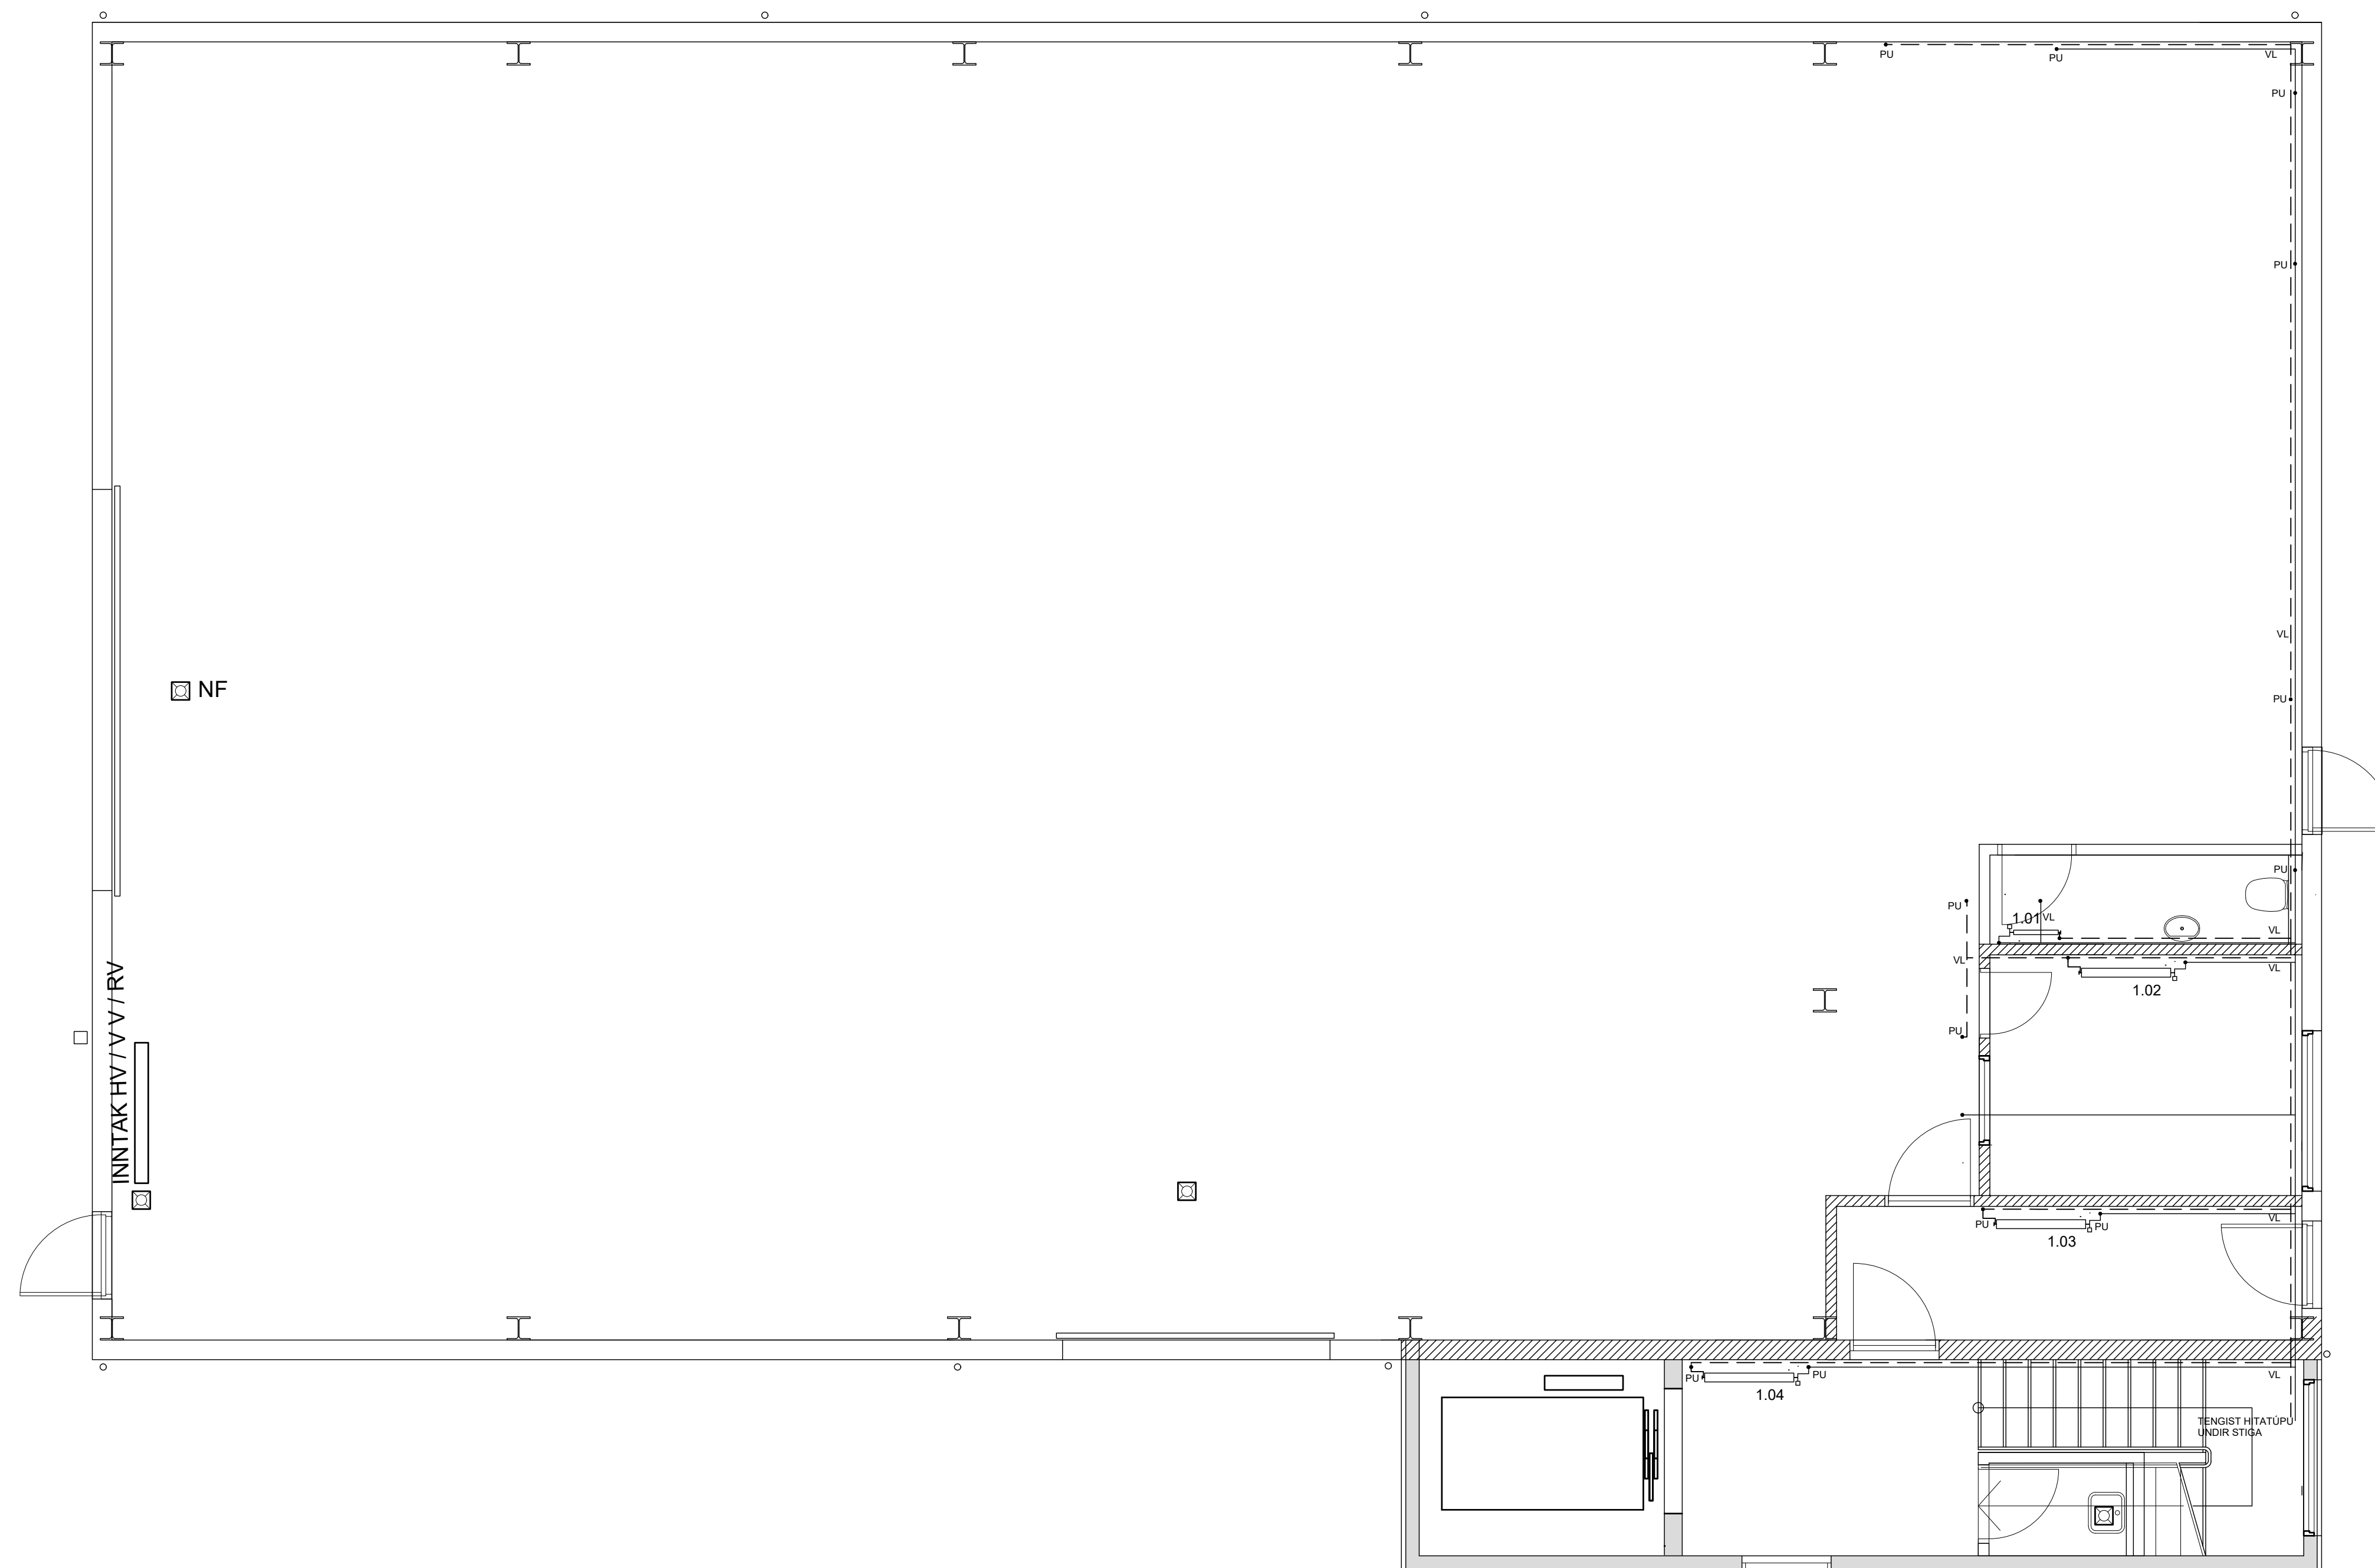 PU
PU
VL
PU
PU
VL
NF
PU
PU
PU
1.01
VL
VL
VL
VL
1.02
INNTAK HV / V V / RV
PU
VL
PU
PU
1.03
VL
PU
PU
1.04
TENGIST HITATÚPU
UNDIR STIGA